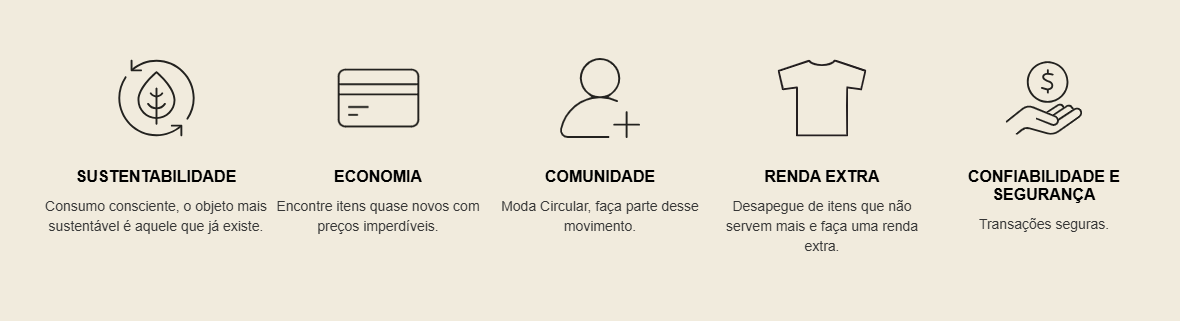 SUSTENTABILIDADE
Consumo consciente, o objeto mais
sustentável é aquele que já existe.
ECONOMIA
Encontre itens quase novos com
preços imperdíveis.
COMUNIDADE
Moda Circular, faça parte desse
movimento.
RENDA EXTRA
Desapegue de itens que não
servem mais e faça uma renda
extra.
CONFIABILIDADE E
SEGURANÇA
Transações seguras.